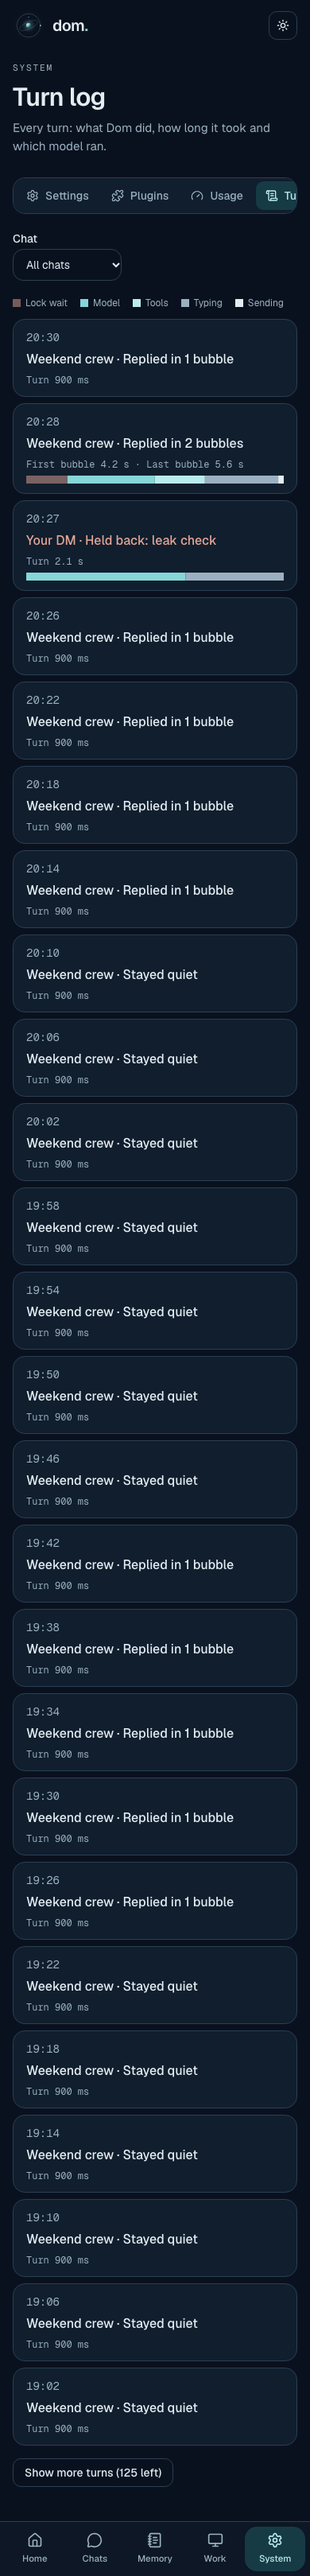 dom.
SYSTEM
Turn log
Every turn: what Dom did, how long it took and
which model ran.
Settings
Plugins
Usage
Tu
Chat
All chats
Lock wait
Model
Tools
Typing
Sending
20:30
Weekend crew · Replied in 1 bubble
Turn 900 ms
20:28
Weekend crew · Replied in 2 bubbles
First bubble 4.2 s · Last bubble 5.6 s
20:27
Your DM · Held back: leak check
Turn 2.1 s
20:26
Weekend crew · Replied in 1 bubble
Turn 900 ms
20:22
Weekend crew · Replied in 1 bubble
Turn 900 ms
20:18
Weekend crew · Replied in 1 bubble
Turn 900 ms
20:14
Weekend crew · Replied in 1 bubble
Turn 900 ms
20:10
Weekend crew · Stayed quiet
Turn 900 ms
20:06
Weekend crew · Stayed quiet
Turn 900 ms
20:02
Weekend crew · Stayed quiet
Turn 900 ms
19:58
Weekend crew · Stayed quiet
Turn 900 ms
19:54
Weekend crew · Stayed quiet
Turn 900 ms
19:50
Weekend crew · Stayed quiet
Turn 900 ms
19:46
Weekend crew · Stayed quiet
Turn 900 ms
19:42
Weekend crew · Replied in 1 bubble
Turn 900 ms
19:38
Weekend crew · Replied in 1 bubble
Turn 900 ms
19:34
Weekend crew · Replied in 1 bubble
Turn 900 ms
19:30
Weekend crew · Replied in 1 bubble
Turn 900 ms
19:26
Weekend crew · Replied in 1 bubble
Turn 900 ms
19:22
Weekend crew · Stayed quiet
Turn 900 ms
19:18
Weekend crew · Stayed quiet
Turn 900 ms
19:14
Weekend crew · Stayed quiet
Turn 900 ms
19:10
Weekend crew · Stayed quiet
Turn 900 ms
19:06
Weekend crew · Stayed quiet
Turn 900 ms
19:02
Weekend crew · Stayed quiet
Turn 900 ms
Show more turns (125 left)
Home
Chats
Memory
Work
System